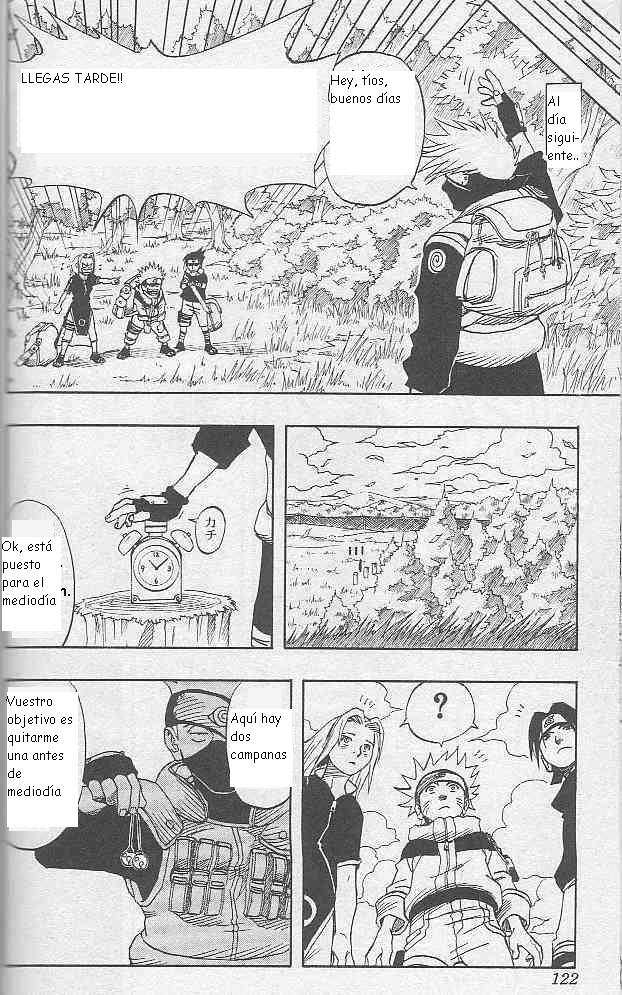 Al
día
sigui-
ente..
Hey, tíos,
buenos días
LLEGAS TARDE!!
カチ
Ok, está
puesto
para el
mediodía
n.
?
Aquí hay
dos
campanas
Vuestro
objetivo es
quitarme
una antes
de
mediodía
122